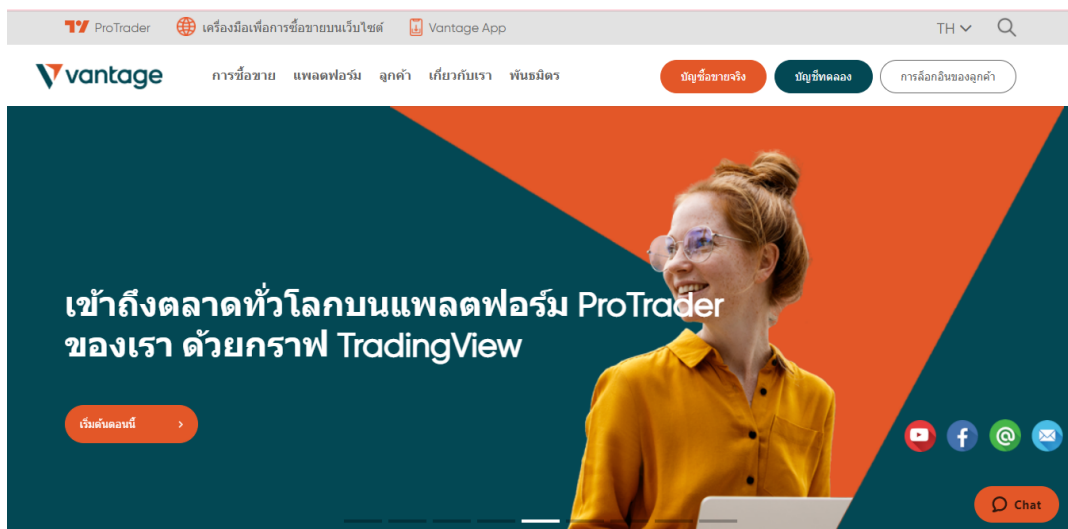 ProTrader
เครื่องมือเพื่อการซื้อขายบนเว็บไซต์
Vantage App
TH
vantage
การซื้อขาย
แพลตฟอร์ม
ลูกค้า
เกี่ยวกับเรา
พันธมิตร
บัญชีซื้อขายจริง
บัญชีทดลอง
การล็อกอินของลูกค้า
เข้าถึงตลาดทั่วโลกบนแพลตฟอร์ม ProTrader
ของเรา ด้วยกราฟ TradingView
เริ่มต้นตอนนี้
Chat